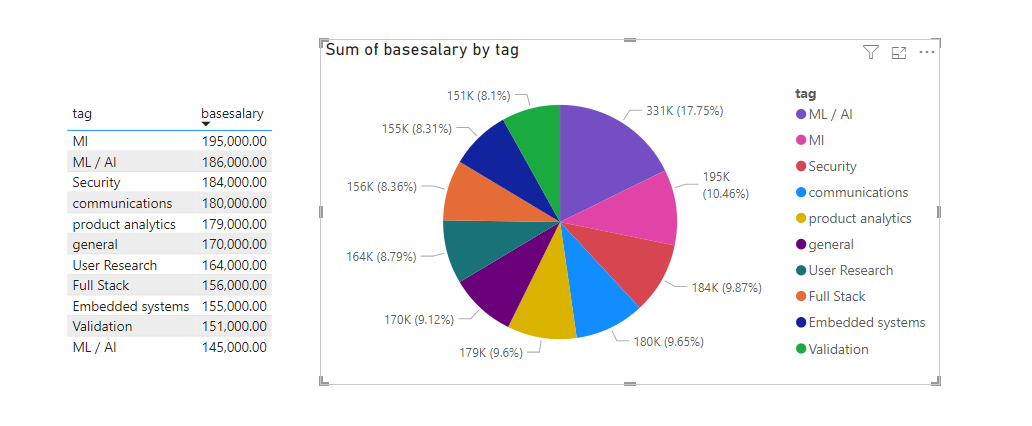 tag basesalary
MI 195,000.00
ML / AI 186,000.00
Security 184,000.00
communications 180,000.00
product analytics 179,000.00
general 170,000.00
User Research 164,000.00
Full Stack 156,000.00
Embedded systems 155,000.00
Validation 151,000.00
ML / AI 145,000.00
Sum of basesalary by tag
151K (8.1%)
331K (17.75%)
155K (8.31%)
195K
(10.46%)
156K (8.36%)
164K (8.79%)
184K (9.87%)
170K (9.12%)
180K (9.65%)
179K (9.6%)
tag
ML / AI
MI
Security
communications
product analytics
general
User Research
Full Stack
Embedded systems
Validation